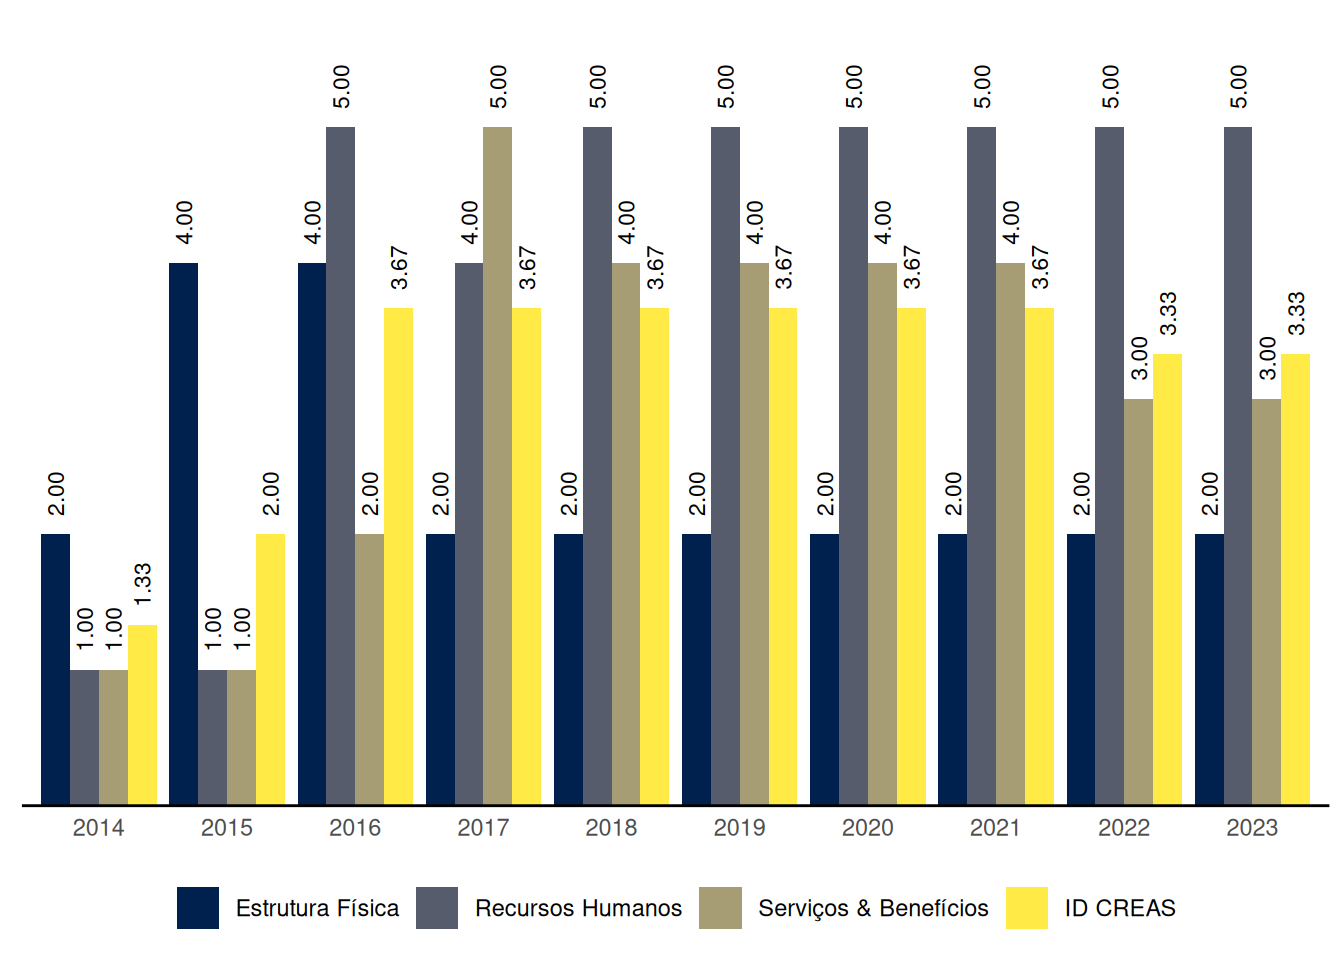 2.00 1.00 1.00 1.33 4.00 1.00 1.00 2.00 4.00 5.00 2.00 3.67 2.00 4.00 5.00 3.67 2.00 5.00 4.00 3.67 2.00 5.00 4.00 3.67 2.00 5.00 4.00 3.67 2.00 5.00 4.00 3.67 2.00 5.00 3.00 3.33 2.00 5.00 3.00 3.33
2014 2015 2016 2017 2018 2019 2020 2021 2022 2023
Estrutura Física Recursos Humanos Serviços & Benefícios ID CREAS